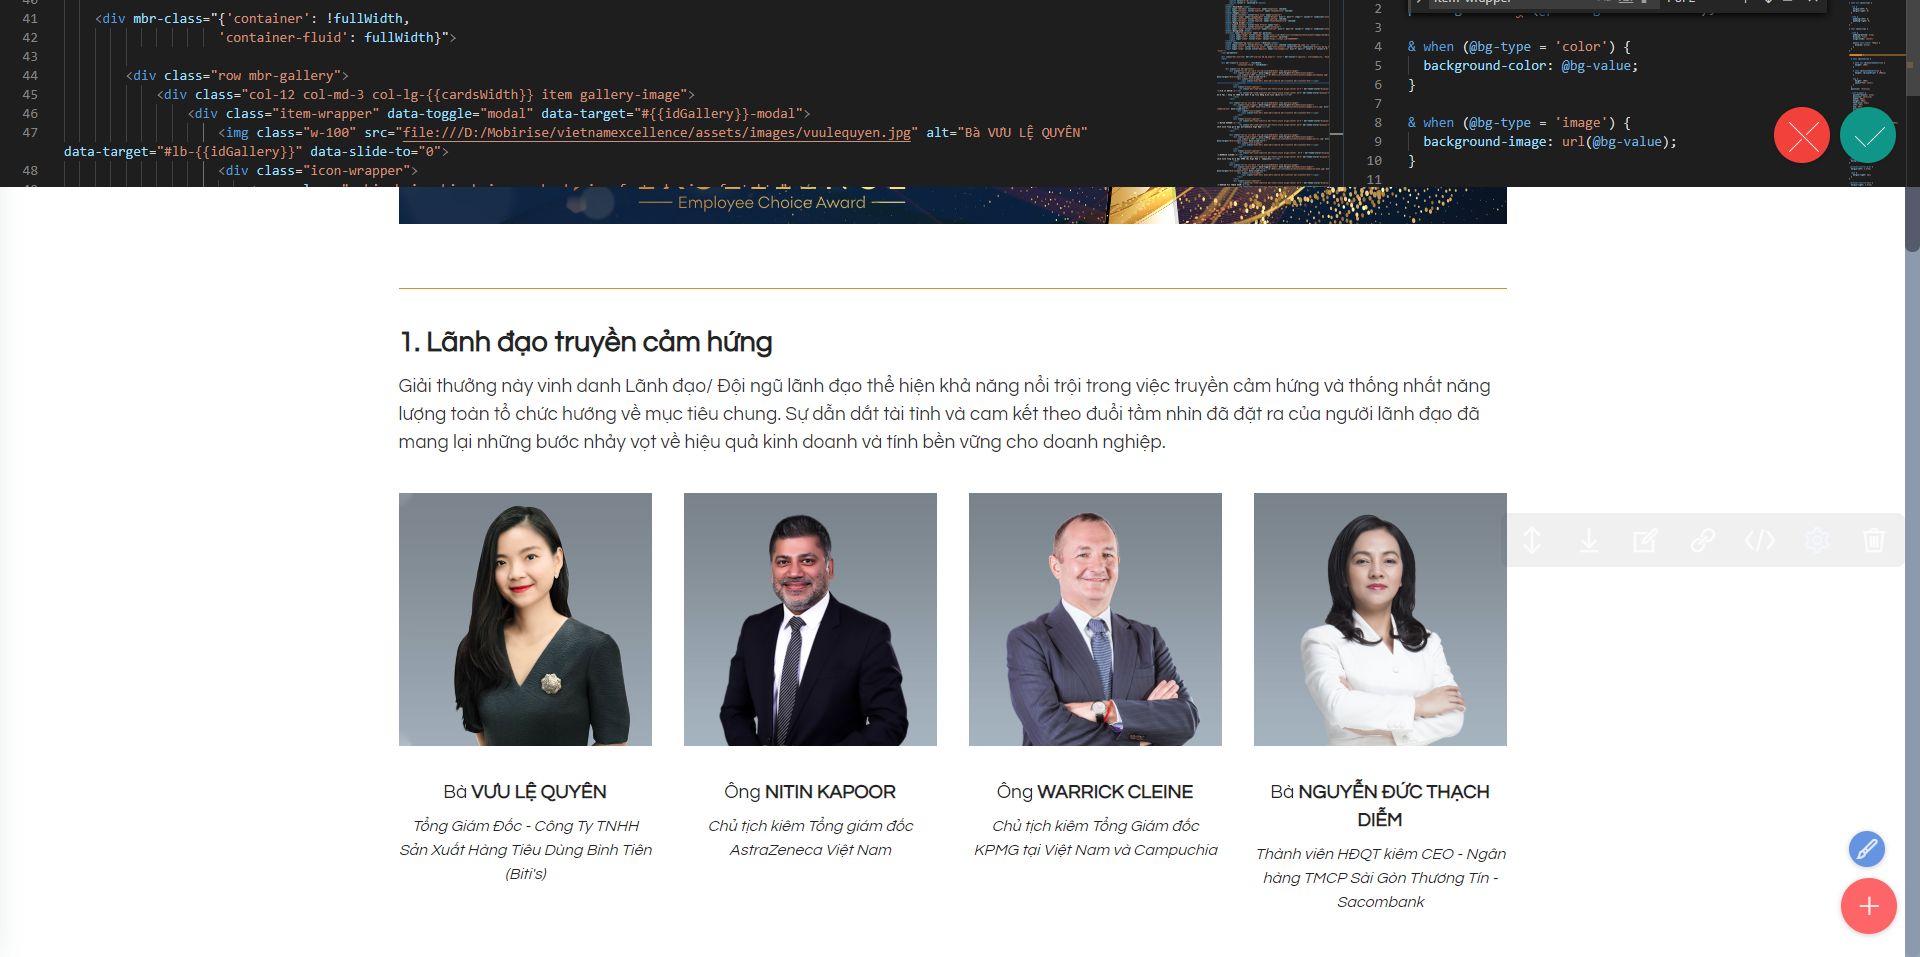 41 <div mbr-class="{'container': !fullWidth,
42 'container-fluid': fullWidth}">
43
44 <div class="row mbr-gallery">
45 <div class="col-12 col-md-3 col-lg-{{cardsWidth}} item gallery-image">
46 <div class="item-wrapper" data-toggle="modal" data-target="#{{idGallery}}-modal">
47 <img class="w-100" src="file:///D:/Mobirise/vietnamexcellence/assets/images/vuulequyen.jpg" alt="Bà VƯU LỆ QUYÊN"
data-target="#lb-{{idGallery}}" data-slide-to="0">
48 <div class="icon-wrapper">
2
3
4 & when (@bg-type = 'color') {
5 background-color: @bg-value;
6 }
7
8 & when (@bg-type = 'image') {
9 background-image: url(@bg-value);
10 }
11
Employee Choice Award
1. Lãnh đạo truyền cảm hứng
Giải thưởng này vinh danh Lãnh đạo/ Đội ngũ lãnh đạo thể hiện khả năng nổi trội trong việc truyền cảm hứng và thống nhất năng
lượng toàn tổ chức hướng về mục tiêu chung. Sự dẫn dắt tài tình và cam kết theo đuổi tầm nhìn đã đặt ra của người lãnh đạo đã
mang lại những bước nhảy vọt về hiệu quả kinh doanh và tính bền vững cho doanh nghiệp.
Bà VƯU LỆ QUYÊN
Tổng Giám Đốc - Công Ty TNHH
Sản Xuất Hàng Tiêu Dùng Bình Tiên
(Biti's)
Ông NITIN KAPOOR
Chủ tịch kiêm Tổng giám đốc
AstraZeneca Việt Nam
Ông WARRICK CLEINE
Chủ tịch kiêm Tổng Giám đốc
KPMG tại Việt Nam và Campuchia
Bà NGUYỄN ĐỨC THẠCH
DIỄM
Thành viên HĐQT kiêm CEO - Ngân
hàng TMCP Sài Gòn Thương Tín -
Sacombank